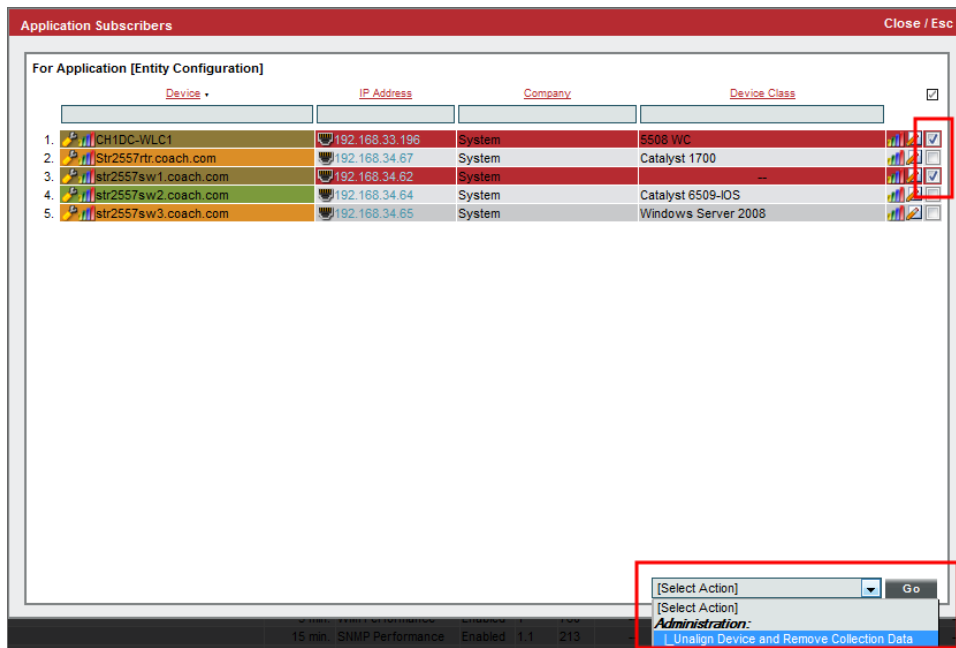 Application Subscribers Close / Esc
For Application [Entity Configuration]
Device IP Address Company Device Class
1. CH1DC-WLC1 192.168.33.196 System 5508 WC
2. Str2557rtr.coach.com 192.168.34.67 System Catalyst 1700
3. str2557sw1.coach.com 192.168.34.62 System --
4. str2557sw2.coach.com 192.168.34.64 System Catalyst 6509-IOS
5. str2557sw3.coach.com 192.168.34.65 System Windows Server 2008
[Select Action] Go
[Select Action]
Administration:
Unalign Device and Remove Collection Data
15 min. SNMP Performance Enabled 1.1 213